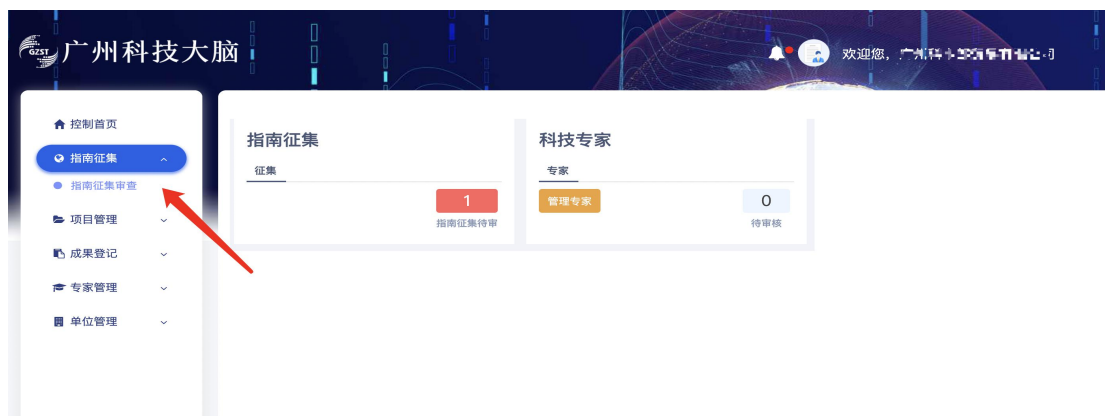 GZST
广州科技大脑
欢迎您,
控制首页
指南征集
指南征集审查
项目管理
成果登记
专家管理
单位管理
指南征集
征集
1
指南征集待审
科技专家
专家
管理专家
0
待审核